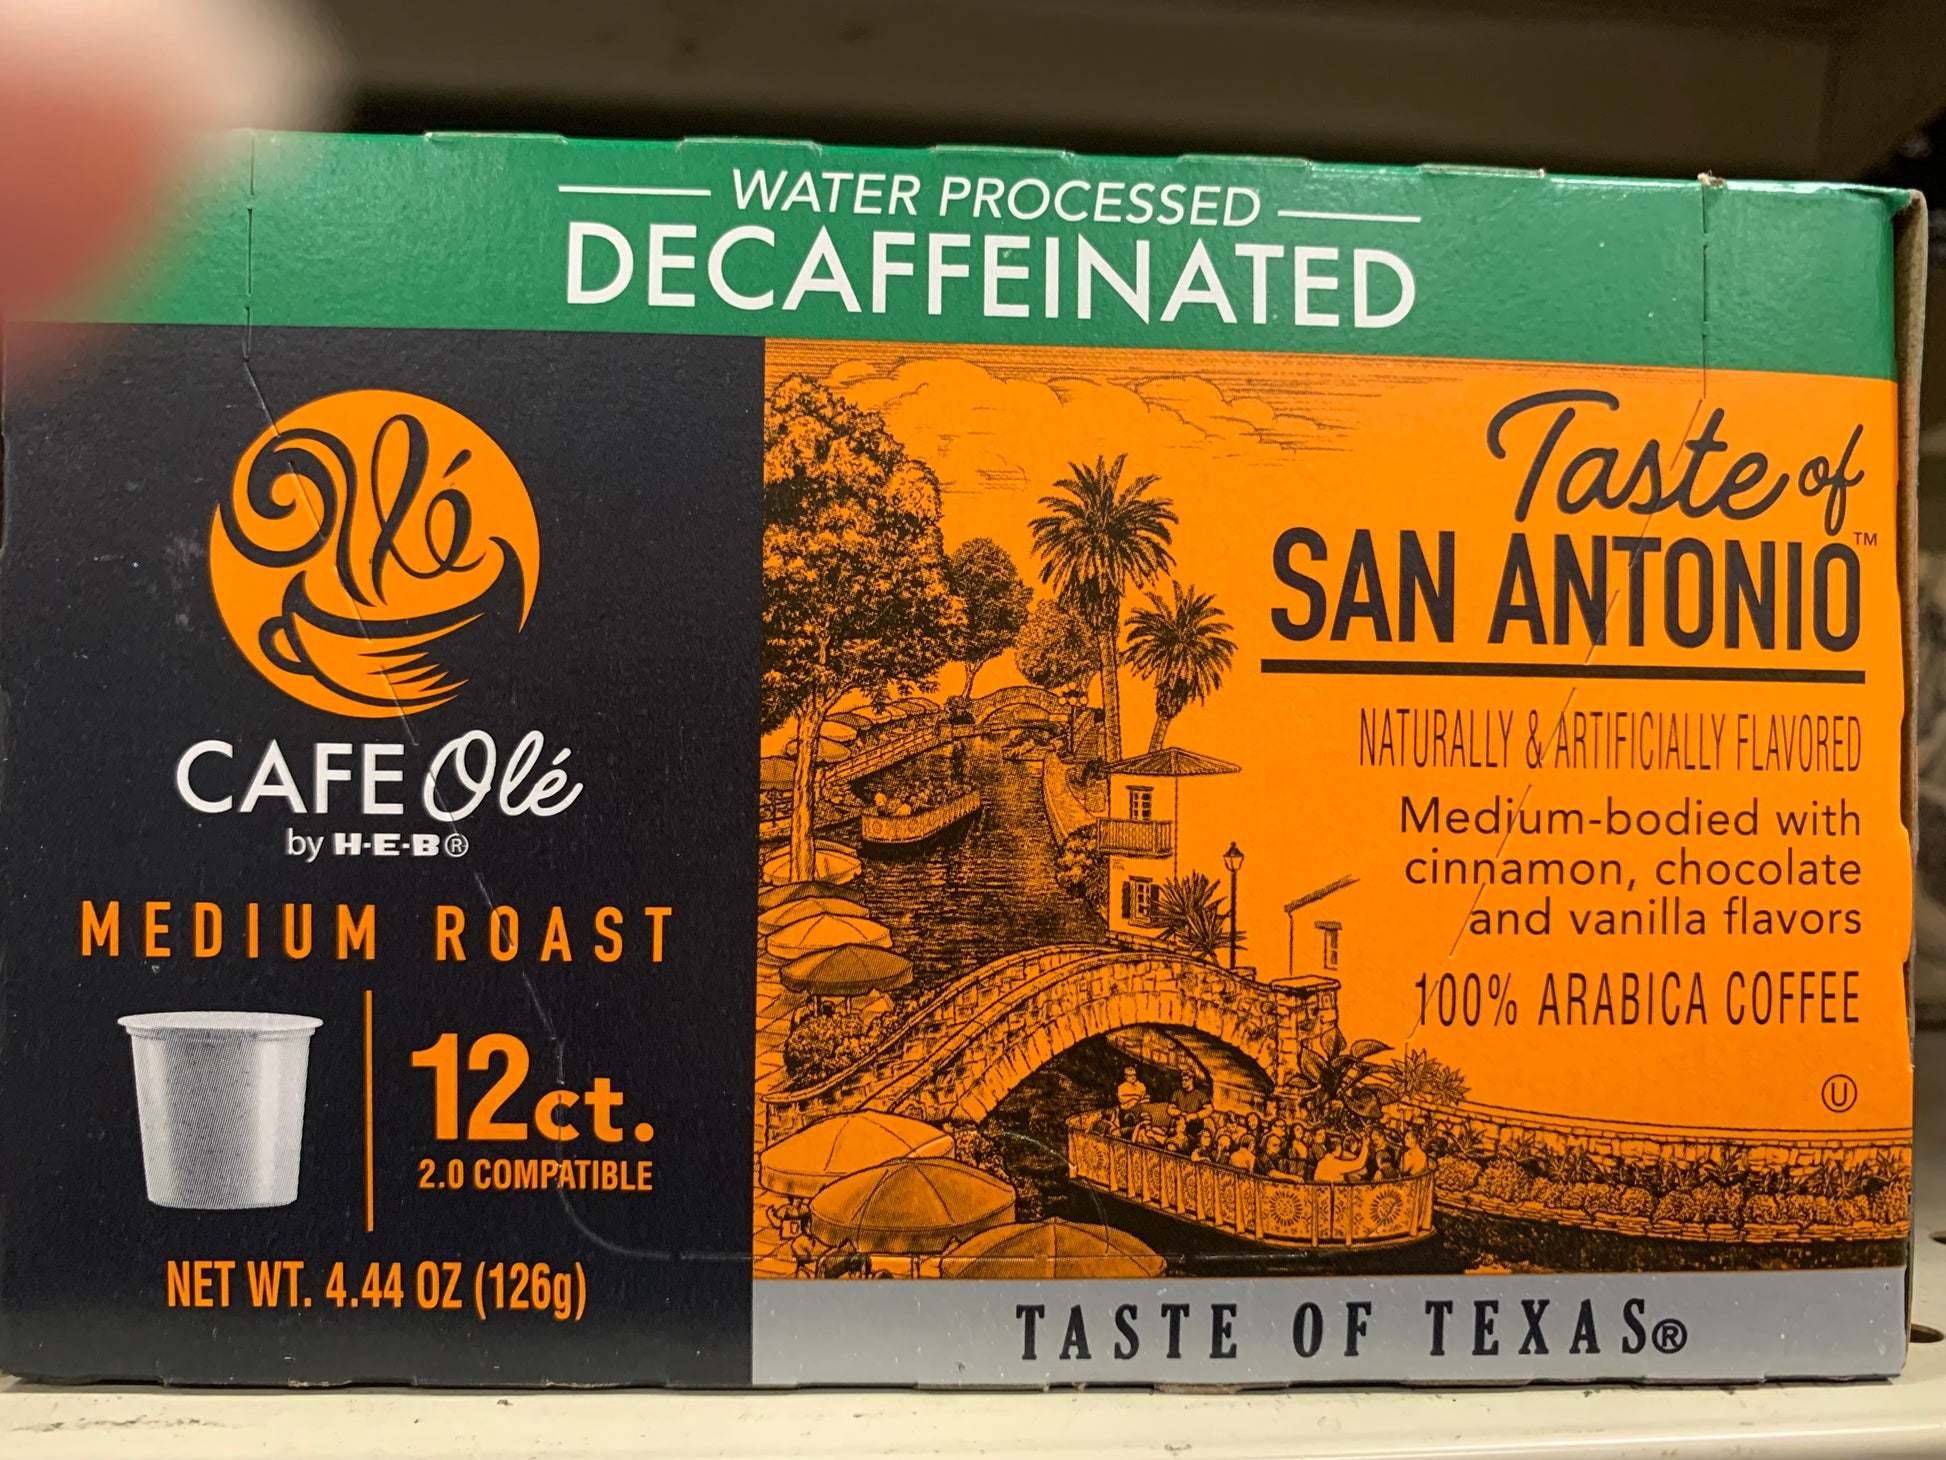 WATER PROCESSED
DECAFFEINATED
Olé
CAFE Olé
by H-E-B®
MEDIUM ROAST
12ct.
2.0 COMPATIBLE
NET WT. 4.44 OZ (126g)
Taste of
SAN ANTONIO™
NATURALLY & ARTIFICIALLY FLAVORED
Medium-bodied with
cinnamon, chocolate
and vanilla flavors
100% ARABICA COFFEE
U
TASTE OF TEXAS®